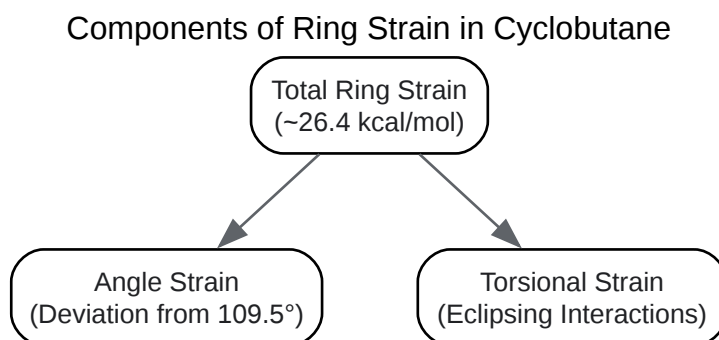 Components of Ring Strain in Cyclobutane
Total Ring Strain
(~26.4 kcal/mol)
Angle Strain
(Deviation from 109.5°)
Torsional Strain
(Eclipsing Interactions)